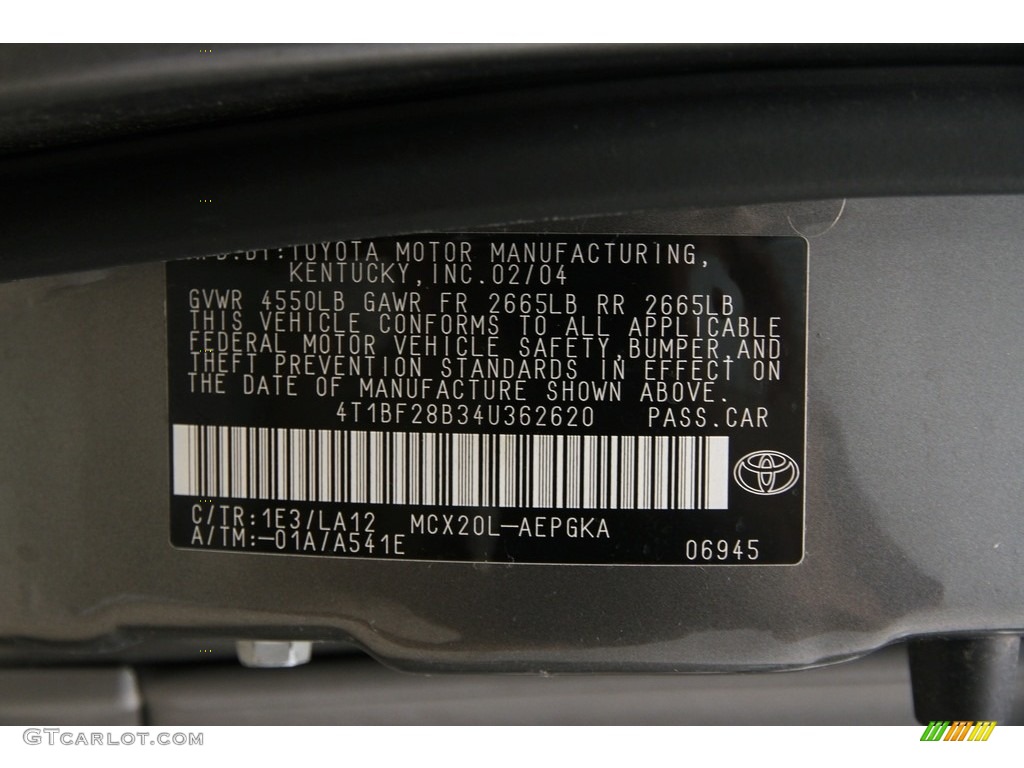 MFD.BY:TOYOTA MOTOR MANUFACTURING,
KENTUCKY,INC.02/04
GVWR 4550LB GAWR FR 2665LB RR 2665LB
THIS VEHICLE CONFORMS TO ALL APPLICABLE
FEDERAL MOTOR VEHICLE SAFETY,BUMPER,AND
THEFT PREVENTION STANDARDS IN EFFECT ON
THE DATE OF MANUFACTURE SHOWN ABOVE.
4T1BF28B34U362620 PASS.CAR
C/TR:1E3/LA12 MCX20L-AEPGKA
A/TM:-01A/A541E 06945
GTCarlot.com